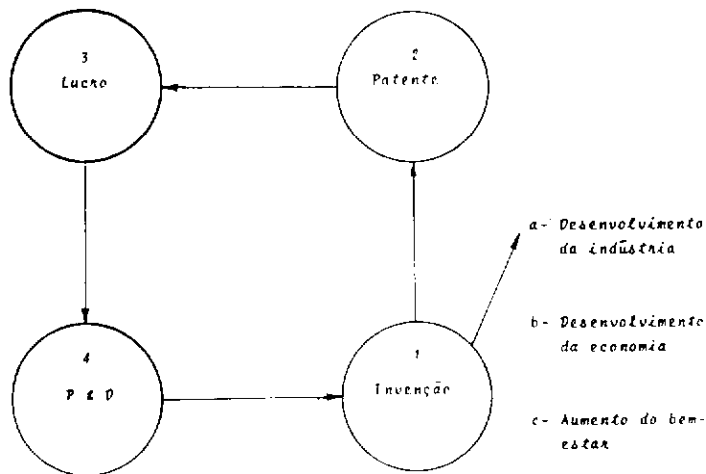 3
Lucro
2
Patente
a- Desenvolvimento
da indústria
4
P & D
1
Invenção
b- Desenvolvimento
da economia
c- Aumento do bem-
estar